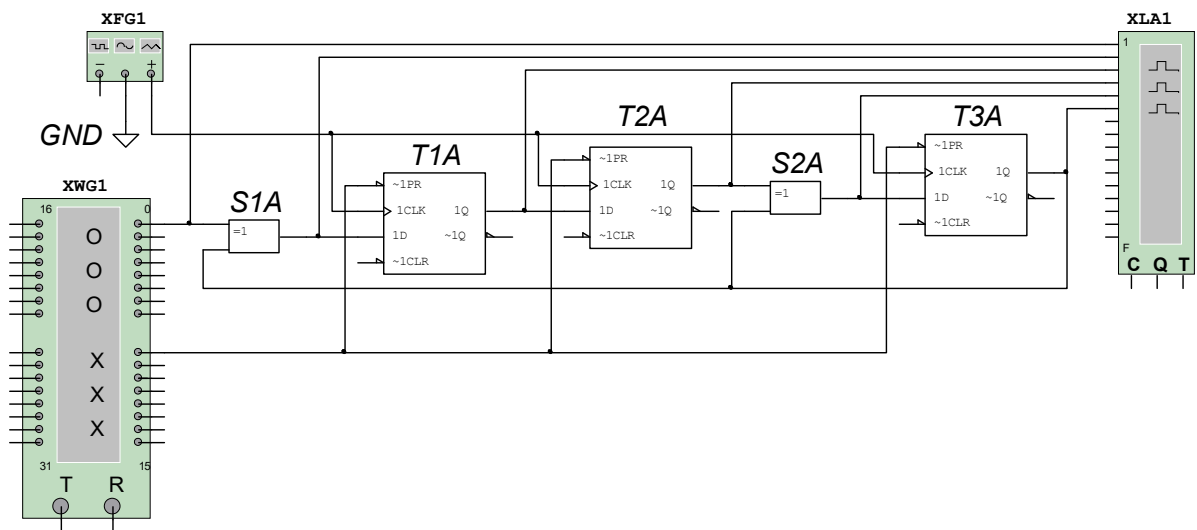 XFG1
XLA1
GND
XWG1
16
0
O
O
O
X
X
X
31
15
T
R
S1A
=1
T1A
~1PR
1CLK
1Q
1D
~1Q
~1CLR
T2A
~1PR
1CLK
1Q
1D
~1Q
~1CLR
S2A
=1
T3A
~1PR
1CLK
1Q
1D
~1Q
~1CLR
1
F
C Q T